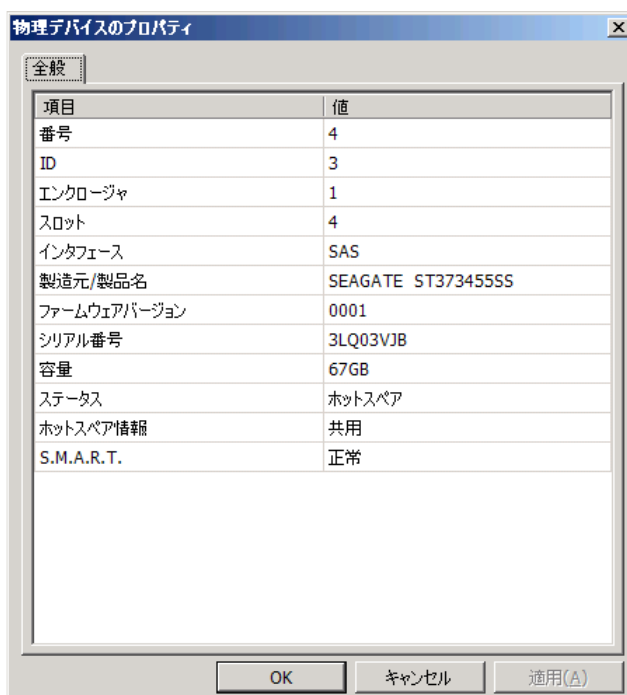 物理デバイスのプロパティ
全般
項目 値
番号 4
ID 3
エンクロージャ 1
スロット 4
インタフェース SAS
製造元/製品名 SEAGATE ST373455SS
ファームウェアバージョン 0001
シリアル番号 3LQ03VJB
容量 67GB
ステータス ホットスペア
ホットスペア情報 共用
S.M.A.R.T. 正常
OK キャンセル 適用(A)